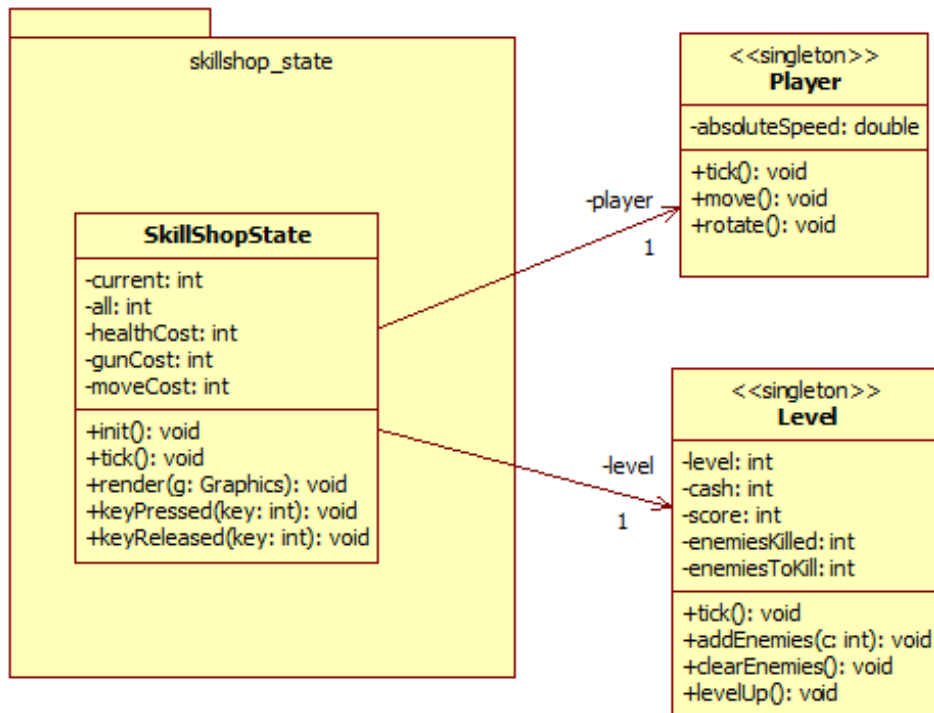 skillshop_state
SkillShopState
-current: int
-all: int
-healthCost: int
-gunCost: int
-moveCost: int
+init(): void
+tick(): void
+render(g: Graphics): void
+keyPressed(key: int): void
+keyReleased(key: int): void
-player
1
<<singleton>>
Player
-absoluteSpeed: double
+tick(): void
+move(): void
+rotate(): void
-level
1
<<singleton>>
Level
-level: int
-cash: int
-score: int
-enemiesKilled: int
-enemiesToKill: int
+tick(): void
+addEnemies(c: int): void
+clearEnemies(): void
+levelUp(): void